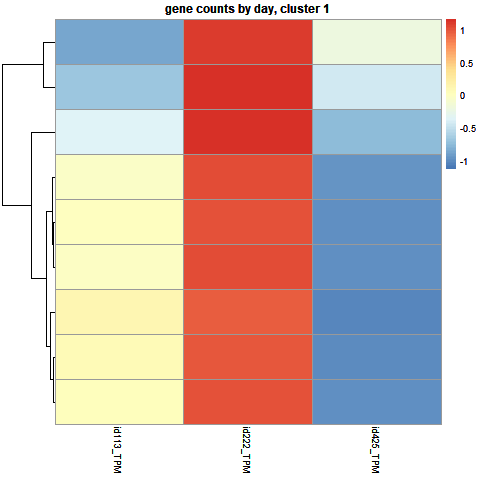 gene counts by day, cluster 1
1
0.5
0
-0.5
-1
id113_TPM
id222_TPM
id425_TPM